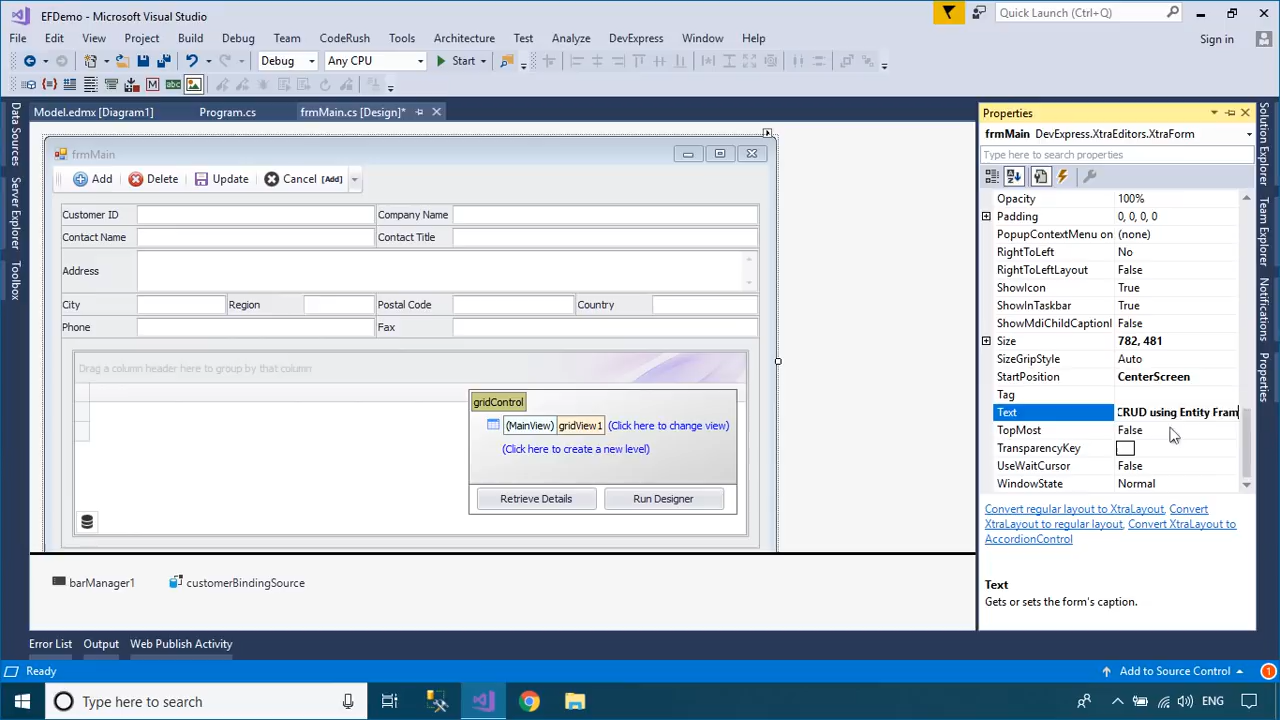 EFDemo - Microsoft Visual Studio
Quick Launch (Ctrl+Q)
File Edit View Project Build Debug Team CodeRush Tools Architecture Test Analyze DevExpress Window Help
Sign in
Debug Any CPU Start
Model.edmx [Diagram1] Program.cs frmMain.cs [Design]*
Data Sources
Server Explorer
Toolbox
frmMain
Add Delete Update Cancel [Add]
Customer ID Company Name
Contact Name Contact Title
Address
City Region Postal Code Country
Phone Fax
Drag a column header here to group by that column
gridControl
(MainView) gridView1 (Click here to change view)
(Click here to create a new level)
Retrieve Details Run Designer
barManager1 customerBindingSource
Properties
frmMain DevExpress.XtraEditors.XtraForm
Type here to search properties
Opacity 100%
Padding 0, 0, 0, 0
PopupContextMenu on (none)
RightToLeft No
RightToLeftLayout False
ShowIcon True
ShowInTaskbar True
ShowMdiChildCaptionI False
Size 782, 481
SizeGripStyle Auto
StartPosition CenterScreen
Tag
Text CRUD using Entity Fram
TopMost False
TransparencyKey
UseWaitCursor False
WindowState Normal
Convert regular layout to XtraLayout, Convert
XtraLayout to regular layout, Convert XtraLayout to
AccordionControl
Text
Gets or sets the form's caption.
Solution Explorer
Team Explorer
Notifications
Properties
Error List Output Web Publish Activity
Ready Add to Source Control 1
Type here to search
ENG